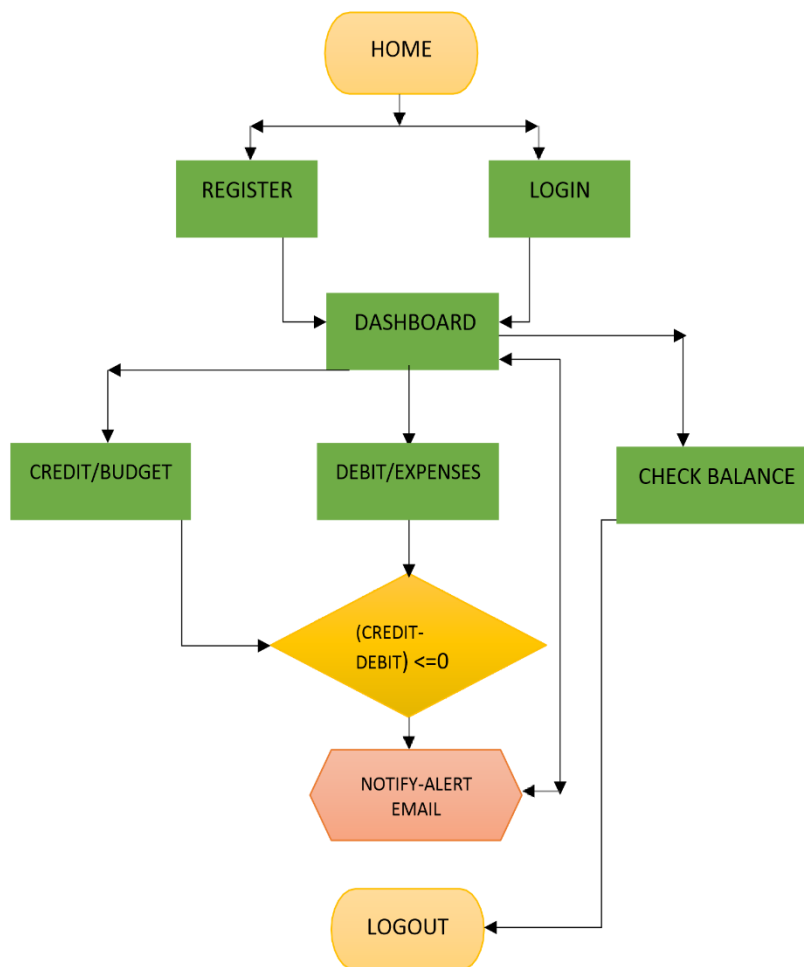 HOME
REGISTER
LOGIN
DASHBOARD
CREDIT/BUDGET
DEBIT/EXPENSES
CHECK BALANCE
(CREDIT-
DEBIT) <=0
NOTIFY-ALERT
EMAIL
LOGOUT